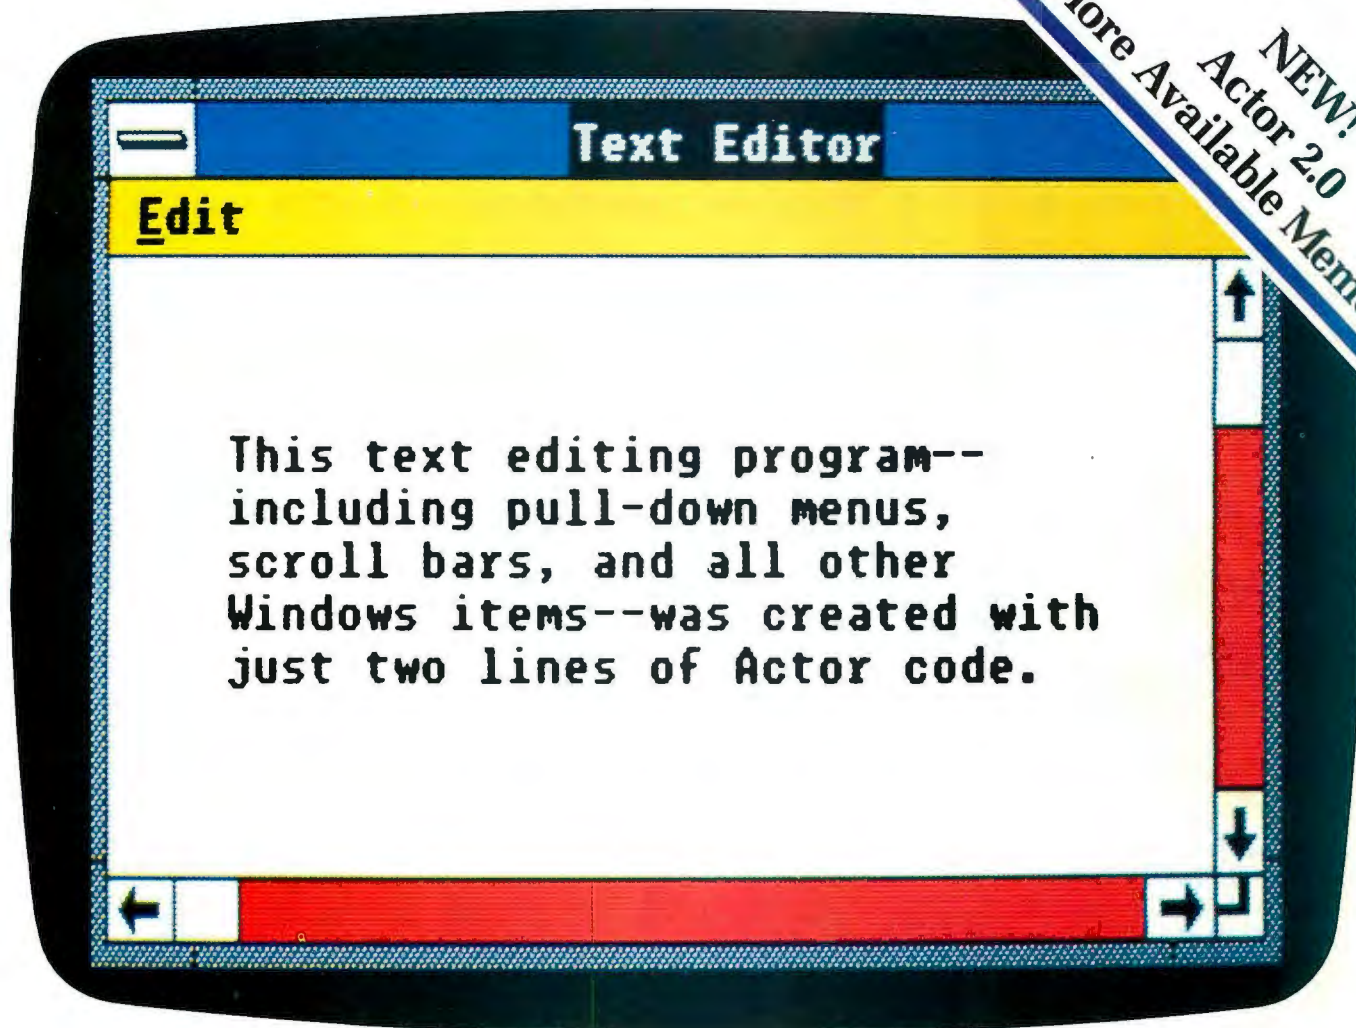 NEW!
Actor 2.0
Available
Text Editor
Edit
This text editing program--
including pull-down menus,
scroll bars, and all other
Windows items--was created with
just two lines of Actor code.